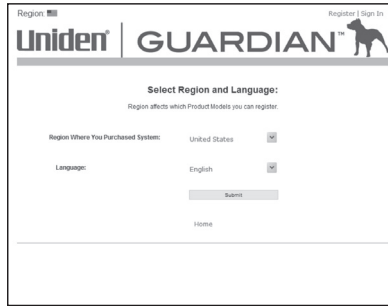 Region:
Register | Sign In
Uniden® GUARDIAN™
Select Region and Language:
Region affects which Product Models you can register.
Region Where You Purchased System: United States
Language: English
Submit
Home